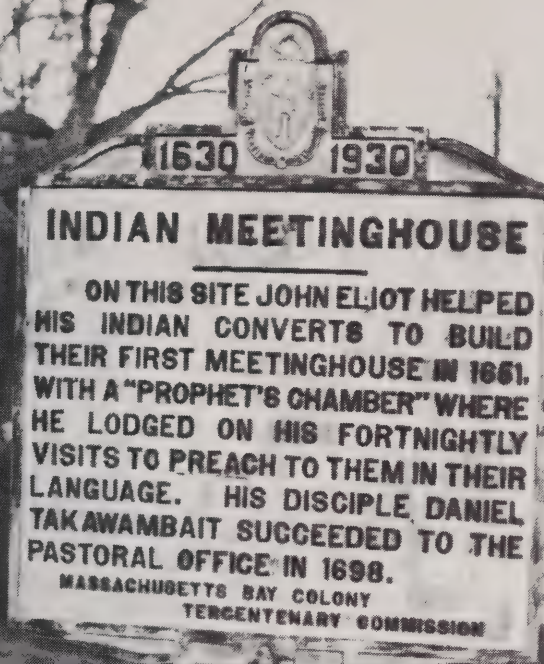 1630 1930
INDIAN MEETINGHOUSE
ON THIS SITE JOHN ELIOT HELPED
HIS INDIAN CONVERTS TO BUILD
THEIR FIRST MEETINGHOUSE IN 1651.
WITH A "PROPHET'S CHAMBER" WHERE
HE LODGED ON HIS FORTNIGHTLY
VISITS TO PREACH TO THEM IN THEIR
LANGUAGE. HIS DISCIPLE, DANIEL
TAKAWAMBAIT SUCCEEDED TO THE
PASTORAL OFFICE IN 1698.
MASSACHUSETTS BAY COLONY
TERCENTENARY COMMISSION